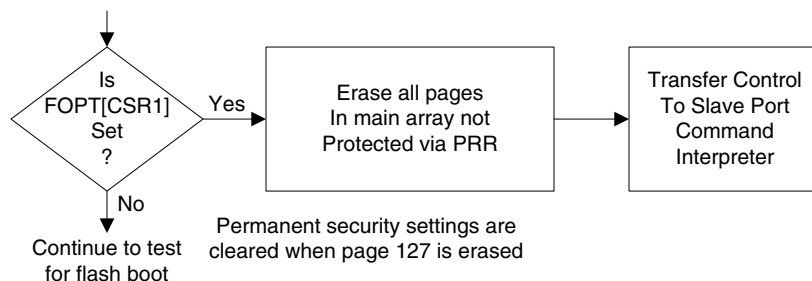 Is
FOPT[CSR1]
Set
?
Yes
No
Continue to test
for flash boot
Erase all pages
In main array not
Protected via PRR
Permanent security settings are
cleared when page 127 is erased
Transfer Control
To Slave Port
Command
Interpreter